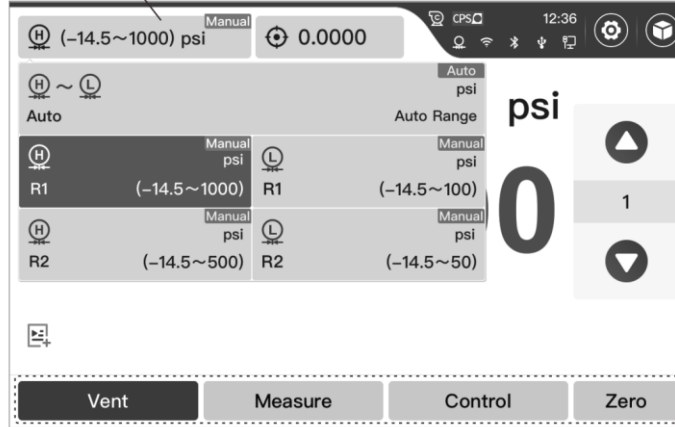 Manual
H (−14.5～1000) psi
0.0000
CPS
12:36
H ～ L
Auto
psi
Auto
Auto Range
psi
H
Manual
psi
R1
(−14.5～1000)
L
Manual
psi
R1
(−14.5～100)
0
1
H
Manual
psi
R2
(−14.5～500)
L
Manual
psi
R2
(−14.5～50)
Vent
Measure
Control
Zero